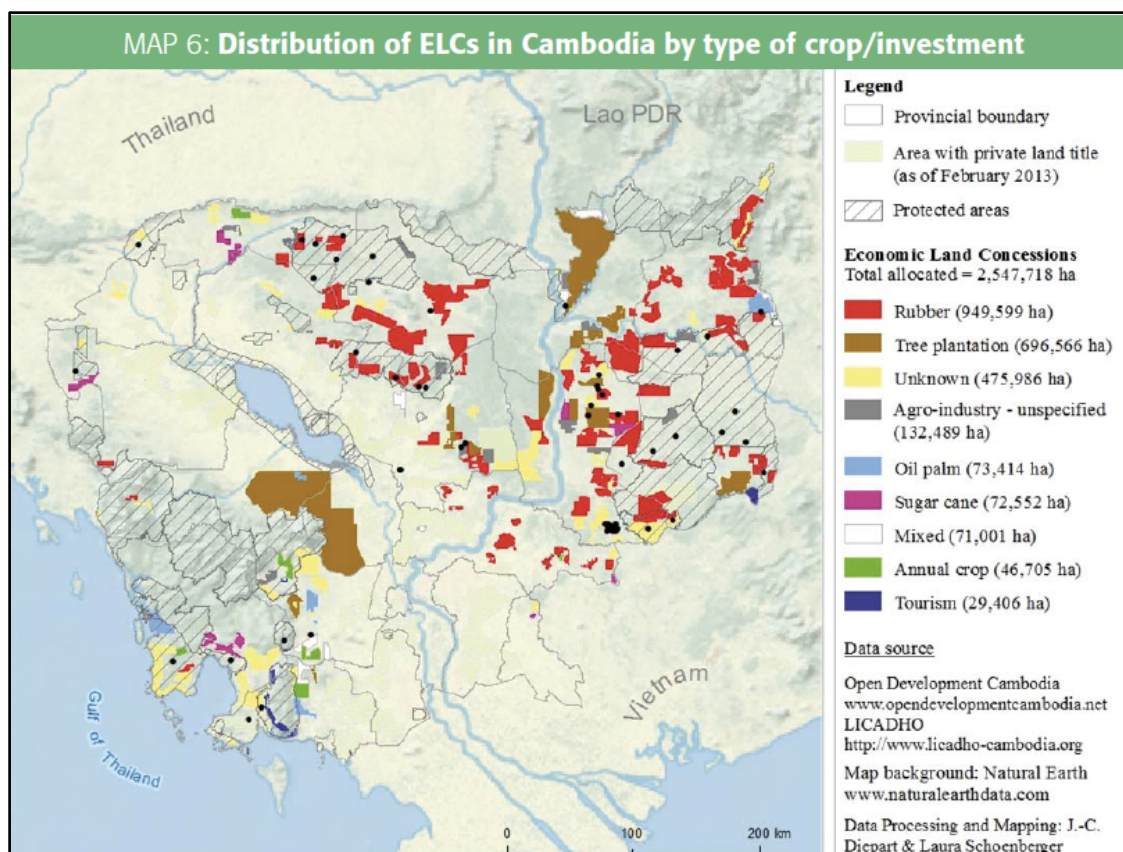 MAP 6: Distribution of ELCs in Cambodia by type of crop/investment
Thailand
Lao PDR
Vietnam
Gulf of Thailand
0 100 200 km
Legend
Provincial boundary
Area with private land title
(as of February 2013)
Protected areas
Economic Land Concessions
Total allocated = 2,547,718 ha
Rubber (949,599 ha)
Tree plantation (696,566 ha)
Unknown (475,986 ha)
Agro-industry - unspecified
(132,489 ha)
Oil palm (73,414 ha)
Sugar cane (72,552 ha)
Mixed (71,001 ha)
Annual crop (46,705 ha)
Tourism (29,406 ha)
Data source
Open Development Cambodia
www.opendevelopmentcambodia.net
LICADHO
http://www.licadho-cambodia.org
Map background: Natural Earth
www.naturalearthdata.com
Data Processing and Mapping: J.-C.
Diepart & Laura Schoenberger